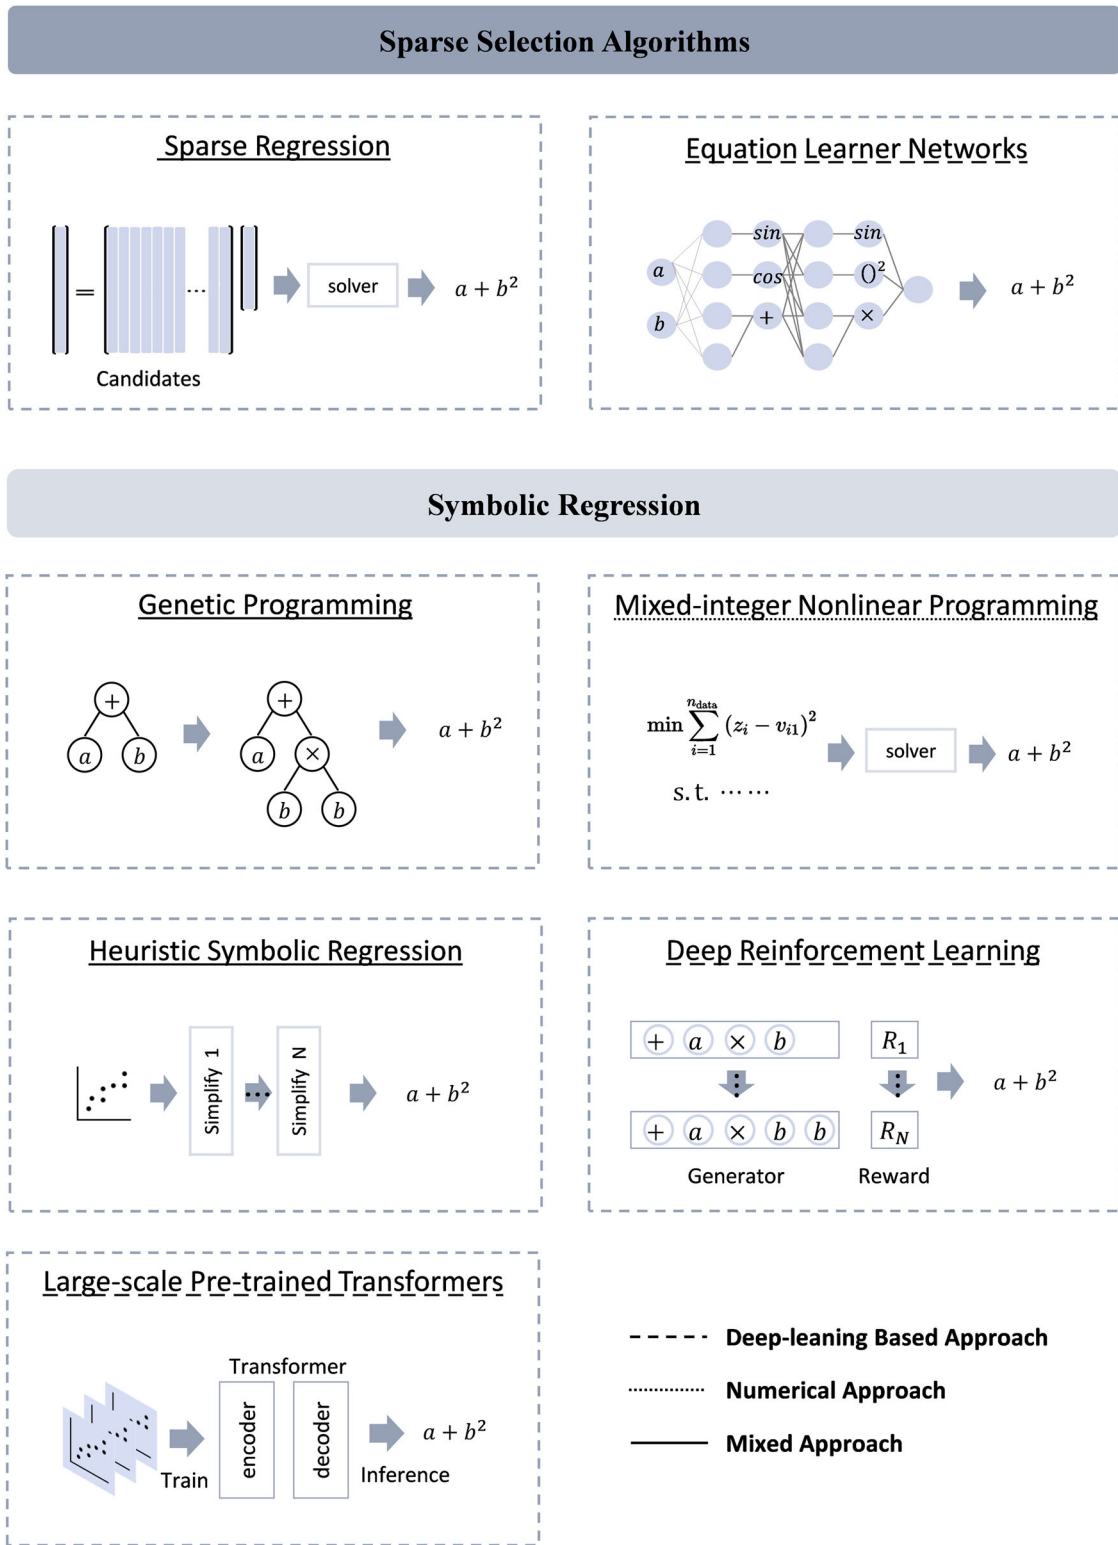 Sparse Selection Algorithms
Sparse Regression
= ... solver a + b²
Candidates
Equation Learner Networks
sin sin
a cos ()² a + b²
b + ×
Symbolic Regression
Genetic Programming
+ +
a b a × a + b²
b b
Mixed-integer Nonlinear Programming
min ∑_{i=1}^{n_data} (z_i − v_{i1})² solver a + b²
s.t. ⋯⋯
Heuristic Symbolic Regression
Simplify 1 ... Simplify N a + b²
Deep Reinforcement Learning
+ a × b R₁
⋮ ⋮ a + b²
+ a × b b R_N
Generator Reward
Large-scale Pre-trained Transformers
Transformer
encoder decoder a + b²
Train Inference
Deep-leaning Based Approach
Numerical Approach
Mixed Approach